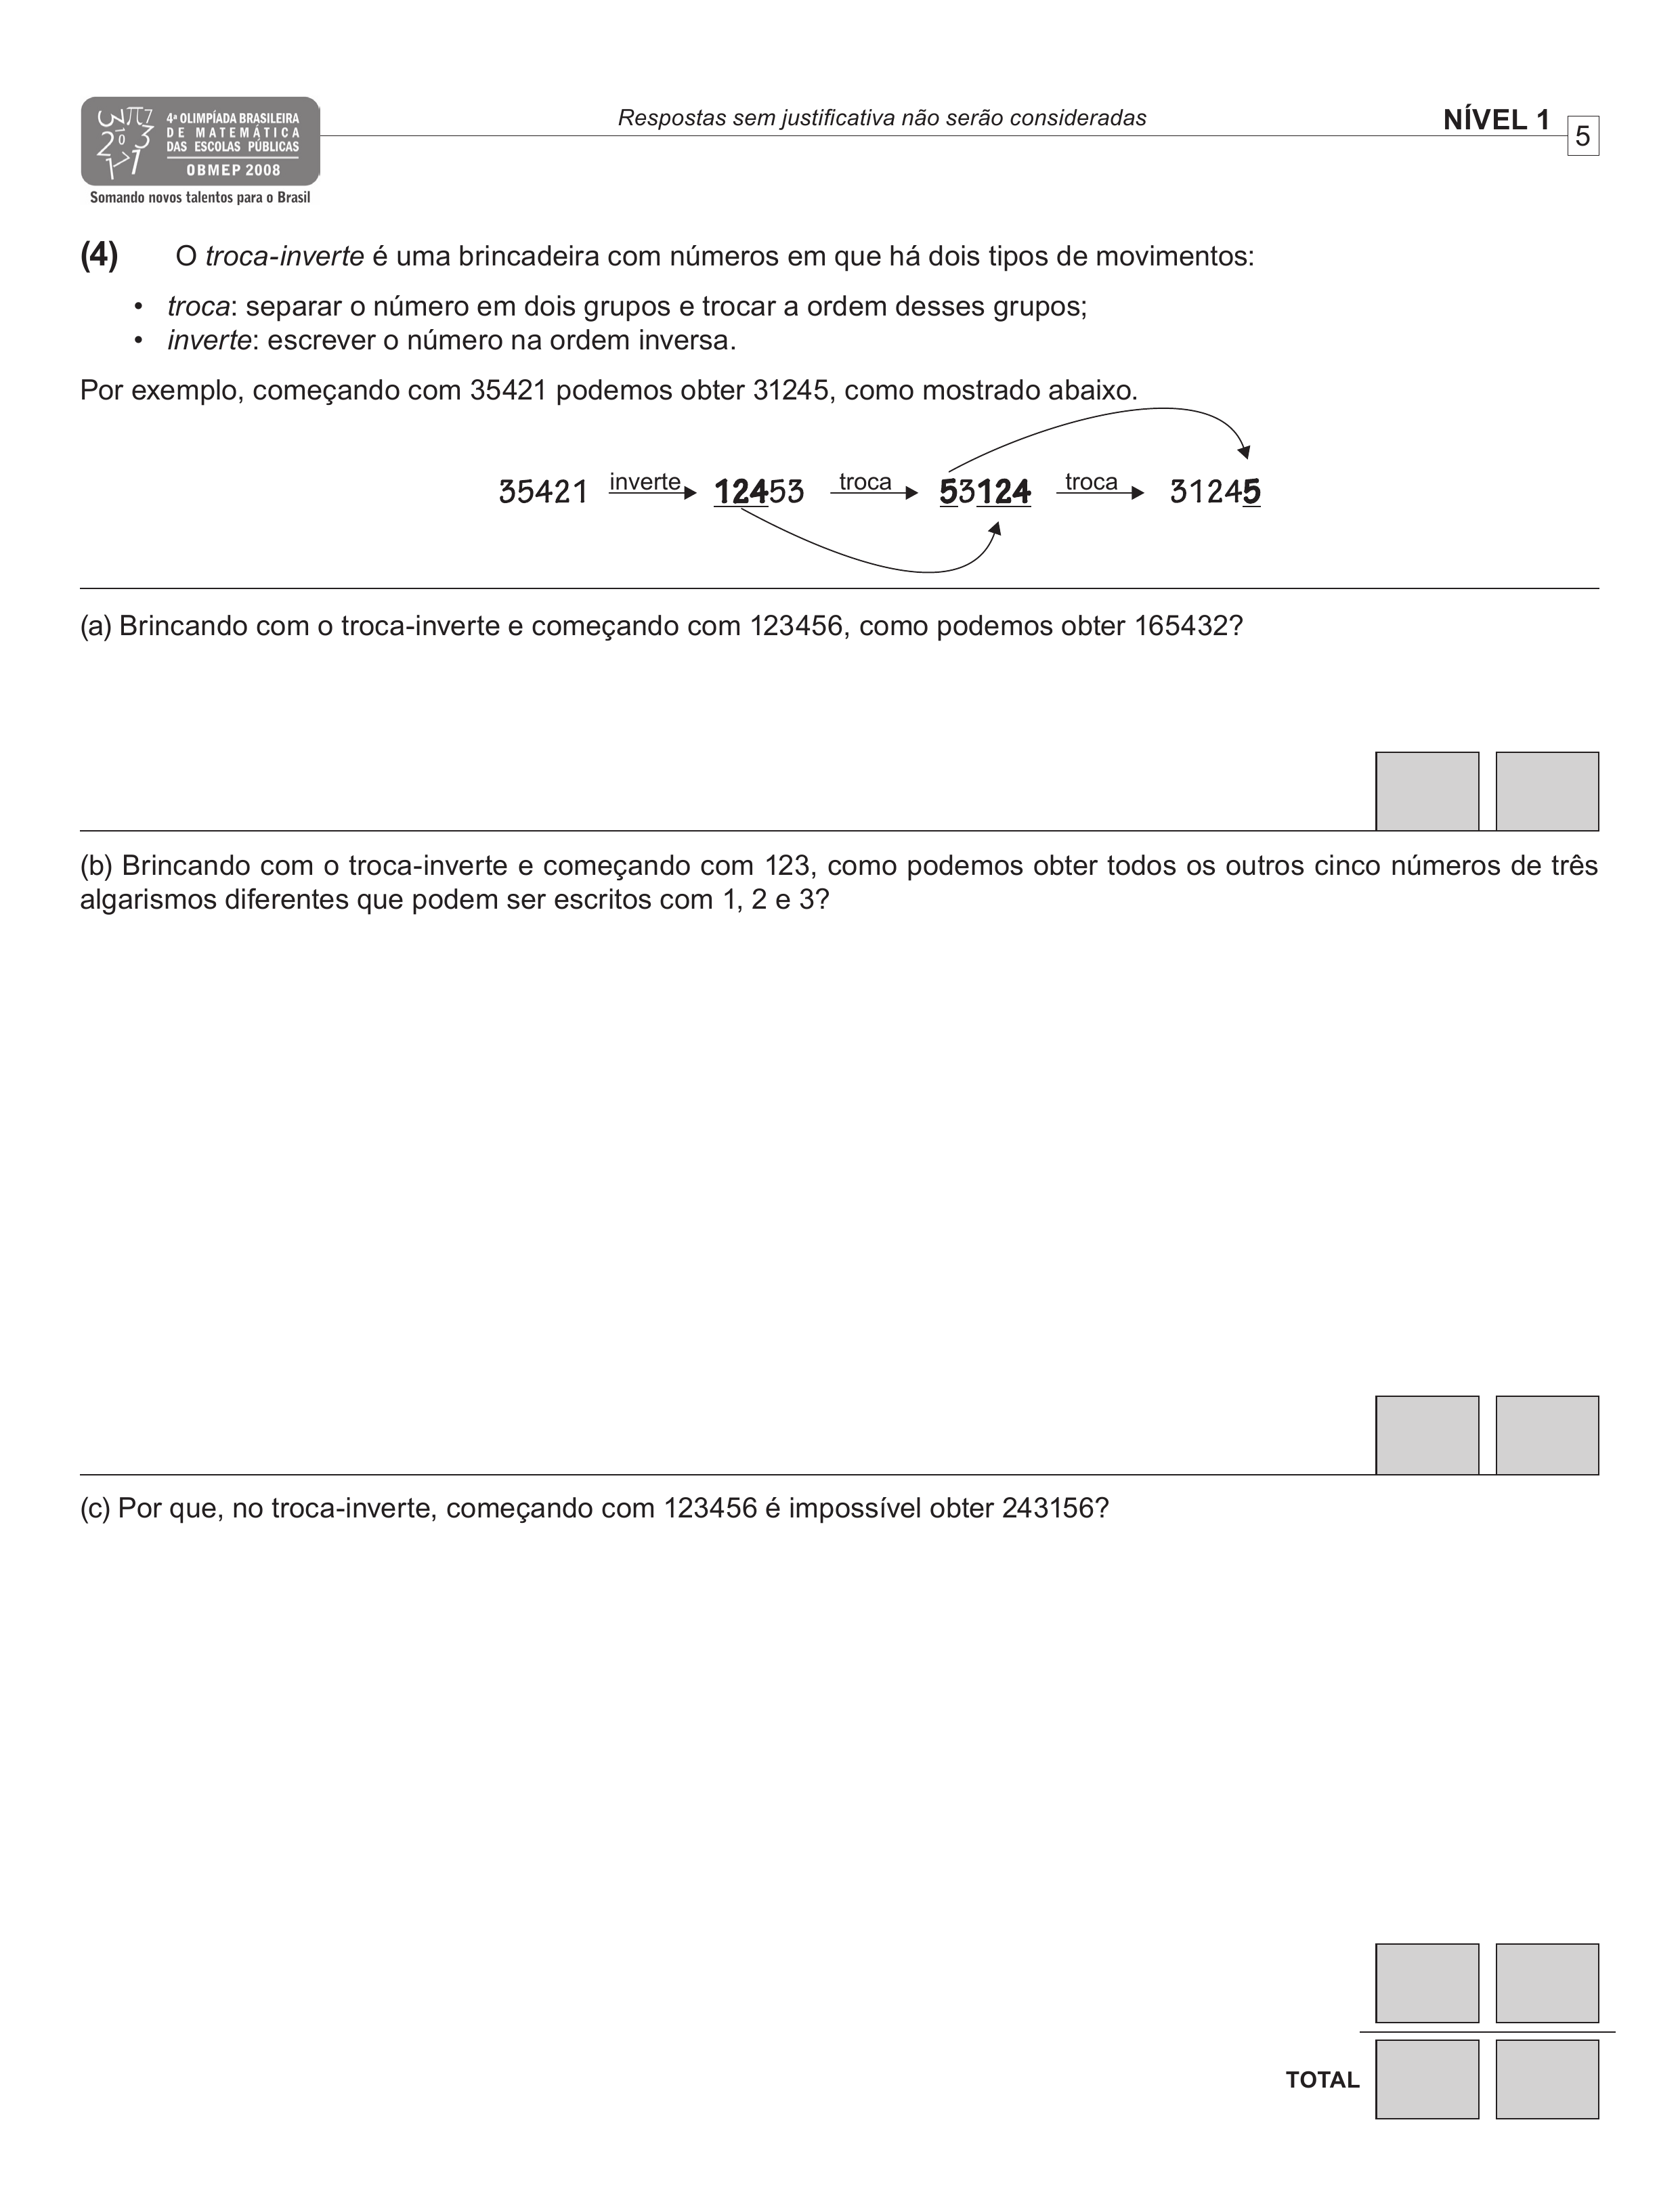 4ª OLIMPÍADA BRASILEIRA
DE MATEMÁTICA
DAS ESCOLAS PÚBLICAS
OBMEP 2008
Somando novos talentos para o Brasil
Respostas sem justificativa não serão consideradas
NÍVEL 1
5
(4) O troca-inverte é uma brincadeira com números em que há dois tipos de movimentos:
• troca: separar o número em dois grupos e trocar a ordem desses grupos;
• inverte: escrever o número na ordem inversa.
Por exemplo, começando com 35421 podemos obter 31245, como mostrado abaixo.
35421 inverte 12453 troca 53124 troca 31245
(a) Brincando com o troca-inverte e começando com 123456, como podemos obter 165432?
(b) Brincando com o troca-inverte e começando com 123, como podemos obter todos os outros cinco números de três
algarismos diferentes que podem ser escritos com 1, 2 e 3?
(c) Por que, no troca-inverte, começando com 123456 é impossível obter 243156?
TOTAL